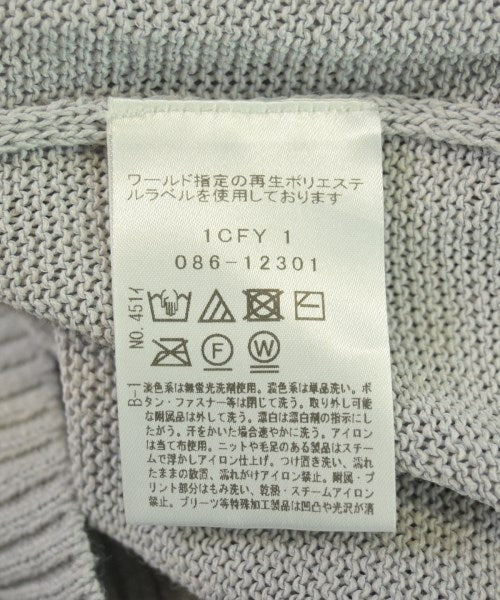 ワールド指定の再生ポリエステ
ルラベルを使用しております
1CFY 1
086-12301
NO.451イ
F
W
B-1
淡色系は無蛍光洗剤使用。濃色系は単品洗い。ボ
タン・ファスナー等は閉じて洗う。取り外し可能
な附属品は外して洗う。漂白は漂白剤の指示にし
たがう。汗をかいた場合速やかに洗う。アイロン
は当て布使用。ニットや毛足のある製品はスチー
ムで浮かしアイロン仕上げ。つけ置き洗い、濡れ
たままの放置、濡れがけアイロン禁止。刺繍・プ
リント部分はもみ洗い、乾熱・スチームアイロン
禁止。プリーツ等特殊加工製品は凹凸や光沢が消